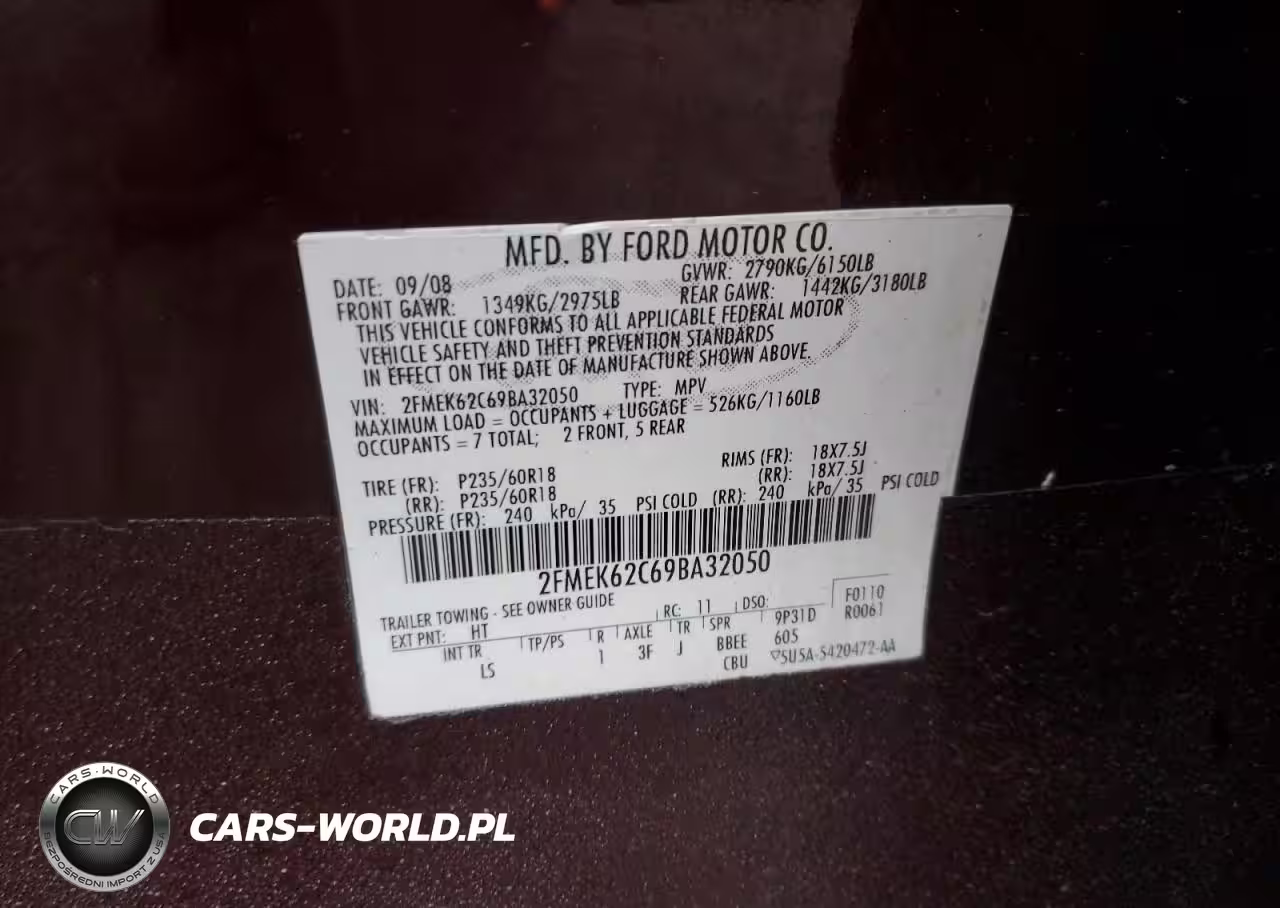 MFD. BY FORD MOTOR CO.
DATE: 09/08 GVWR: 2790KG/6150LB
FRONT GAWR: 1349KG/2975LB REAR GAWR: 1442KG/3180LB
THIS VEHICLE CONFORMS TO ALL APPLICABLE FEDERAL MOTOR
VEHICLE SAFETY AND THEFT PREVENTION STANDARDS
IN EFFECT ON THE DATE OF MANUFACTURE SHOWN ABOVE.
VIN: 2FMEK62C69BA32050 TYPE: MPV
MAXIMUM LOAD = OCCUPANTS + LUGGAGE = 526KG/1160LB
OCCUPANTS = 7 TOTAL; 2 FRONT, 5 REAR
TIRE (FR): P235/60R18 RIMS (FR): 18X7.5J
(RR): P235/60R18 (RR): 18X7.5J
PRESSURE (FR): 240 kPa/ 35 PSI COLD (RR): 240 kPa/ 35 PSI COLD
2FMEK62C69BA32050
TRAILER TOWING - SEE OWNER GUIDE
EXT PNT: HT RC: 11 DSO: F0110
R0061
INT TR TP/PS R AXLE TR SPR 9P31D
LS 1 3F J BBEE 605
CBU ▽5U5A-5420472-AA
CARS-WORLD
CW
BEZPOŚREDNI IMPORT Z USA
CARS-WORLD.PL